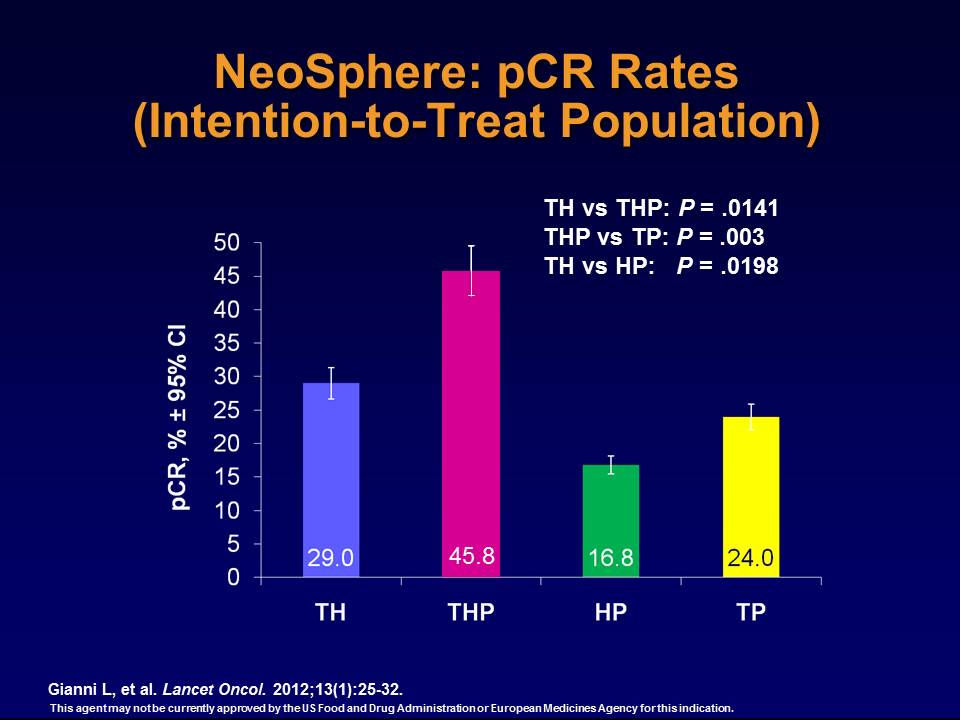 NeoSphere: pCR Rates
(Intention-to-Treat Population)
TH vs THP: P = .0141
THP vs TP: P = .003
TH vs HP: P = .0198
pCR, % ± 95% CI
50
45
40
35
30
25
20
15
10
5
0
29.0 45.8 16.8 24.0
TH THP HP TP
Gianni L, et al. Lancet Oncol. 2012;13(1):25-32.
This agent may not be currently approved by the US Food and Drug Administration or European Medicines Agency for this indication.